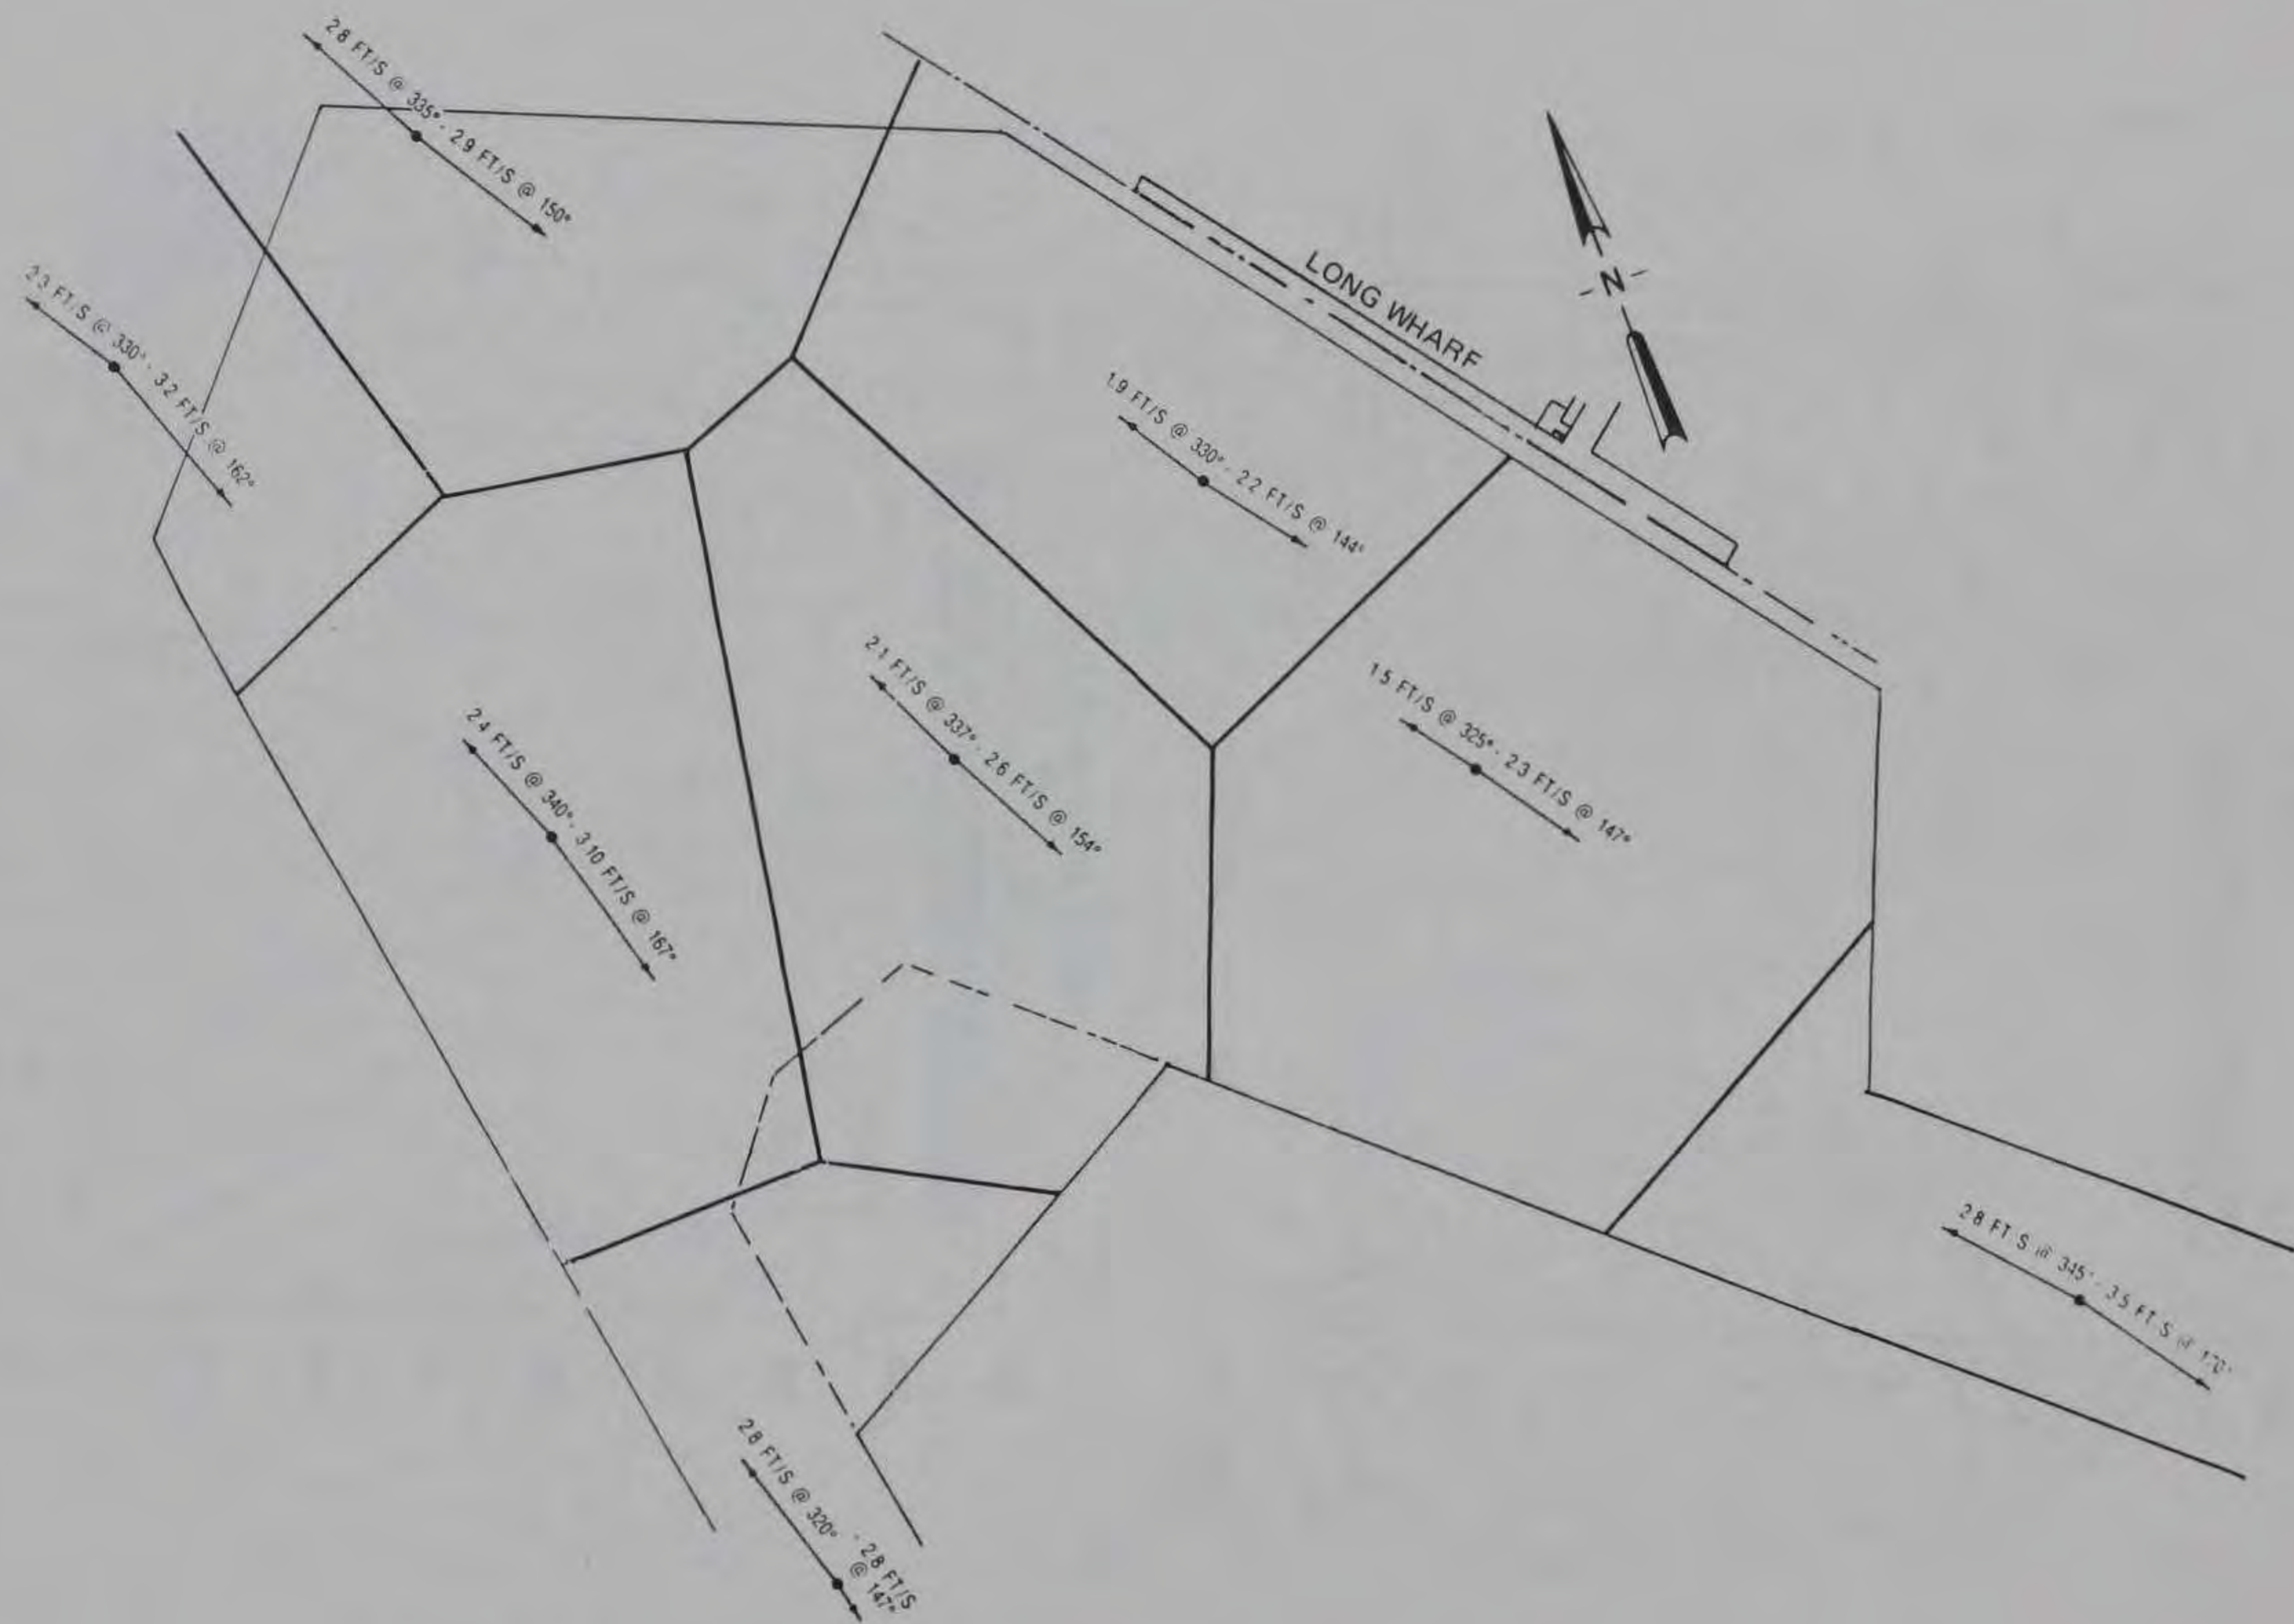 2.8 FT/S @ 335° - 2.9 FT/S @ 150°
2.3 FT/S @ 330° - 3.2 FT/S @ 162°
LONG WHARF
N
1.9 FT/S @ 330° - 2.2 FT/S @ 144°
2.1 FT/S @ 337° - 2.6 FT/S @ 154°
1.5 FT/S @ 325° - 2.3 FT/S @ 147°
2.4 FT/S @ 340° - 3.10 FT/S @ 167°
2.8 FT S @ 345° - 3.5 FT S @ 170°
2.8 FT/S @ 320° - 2.8 FT/S
@ 147°